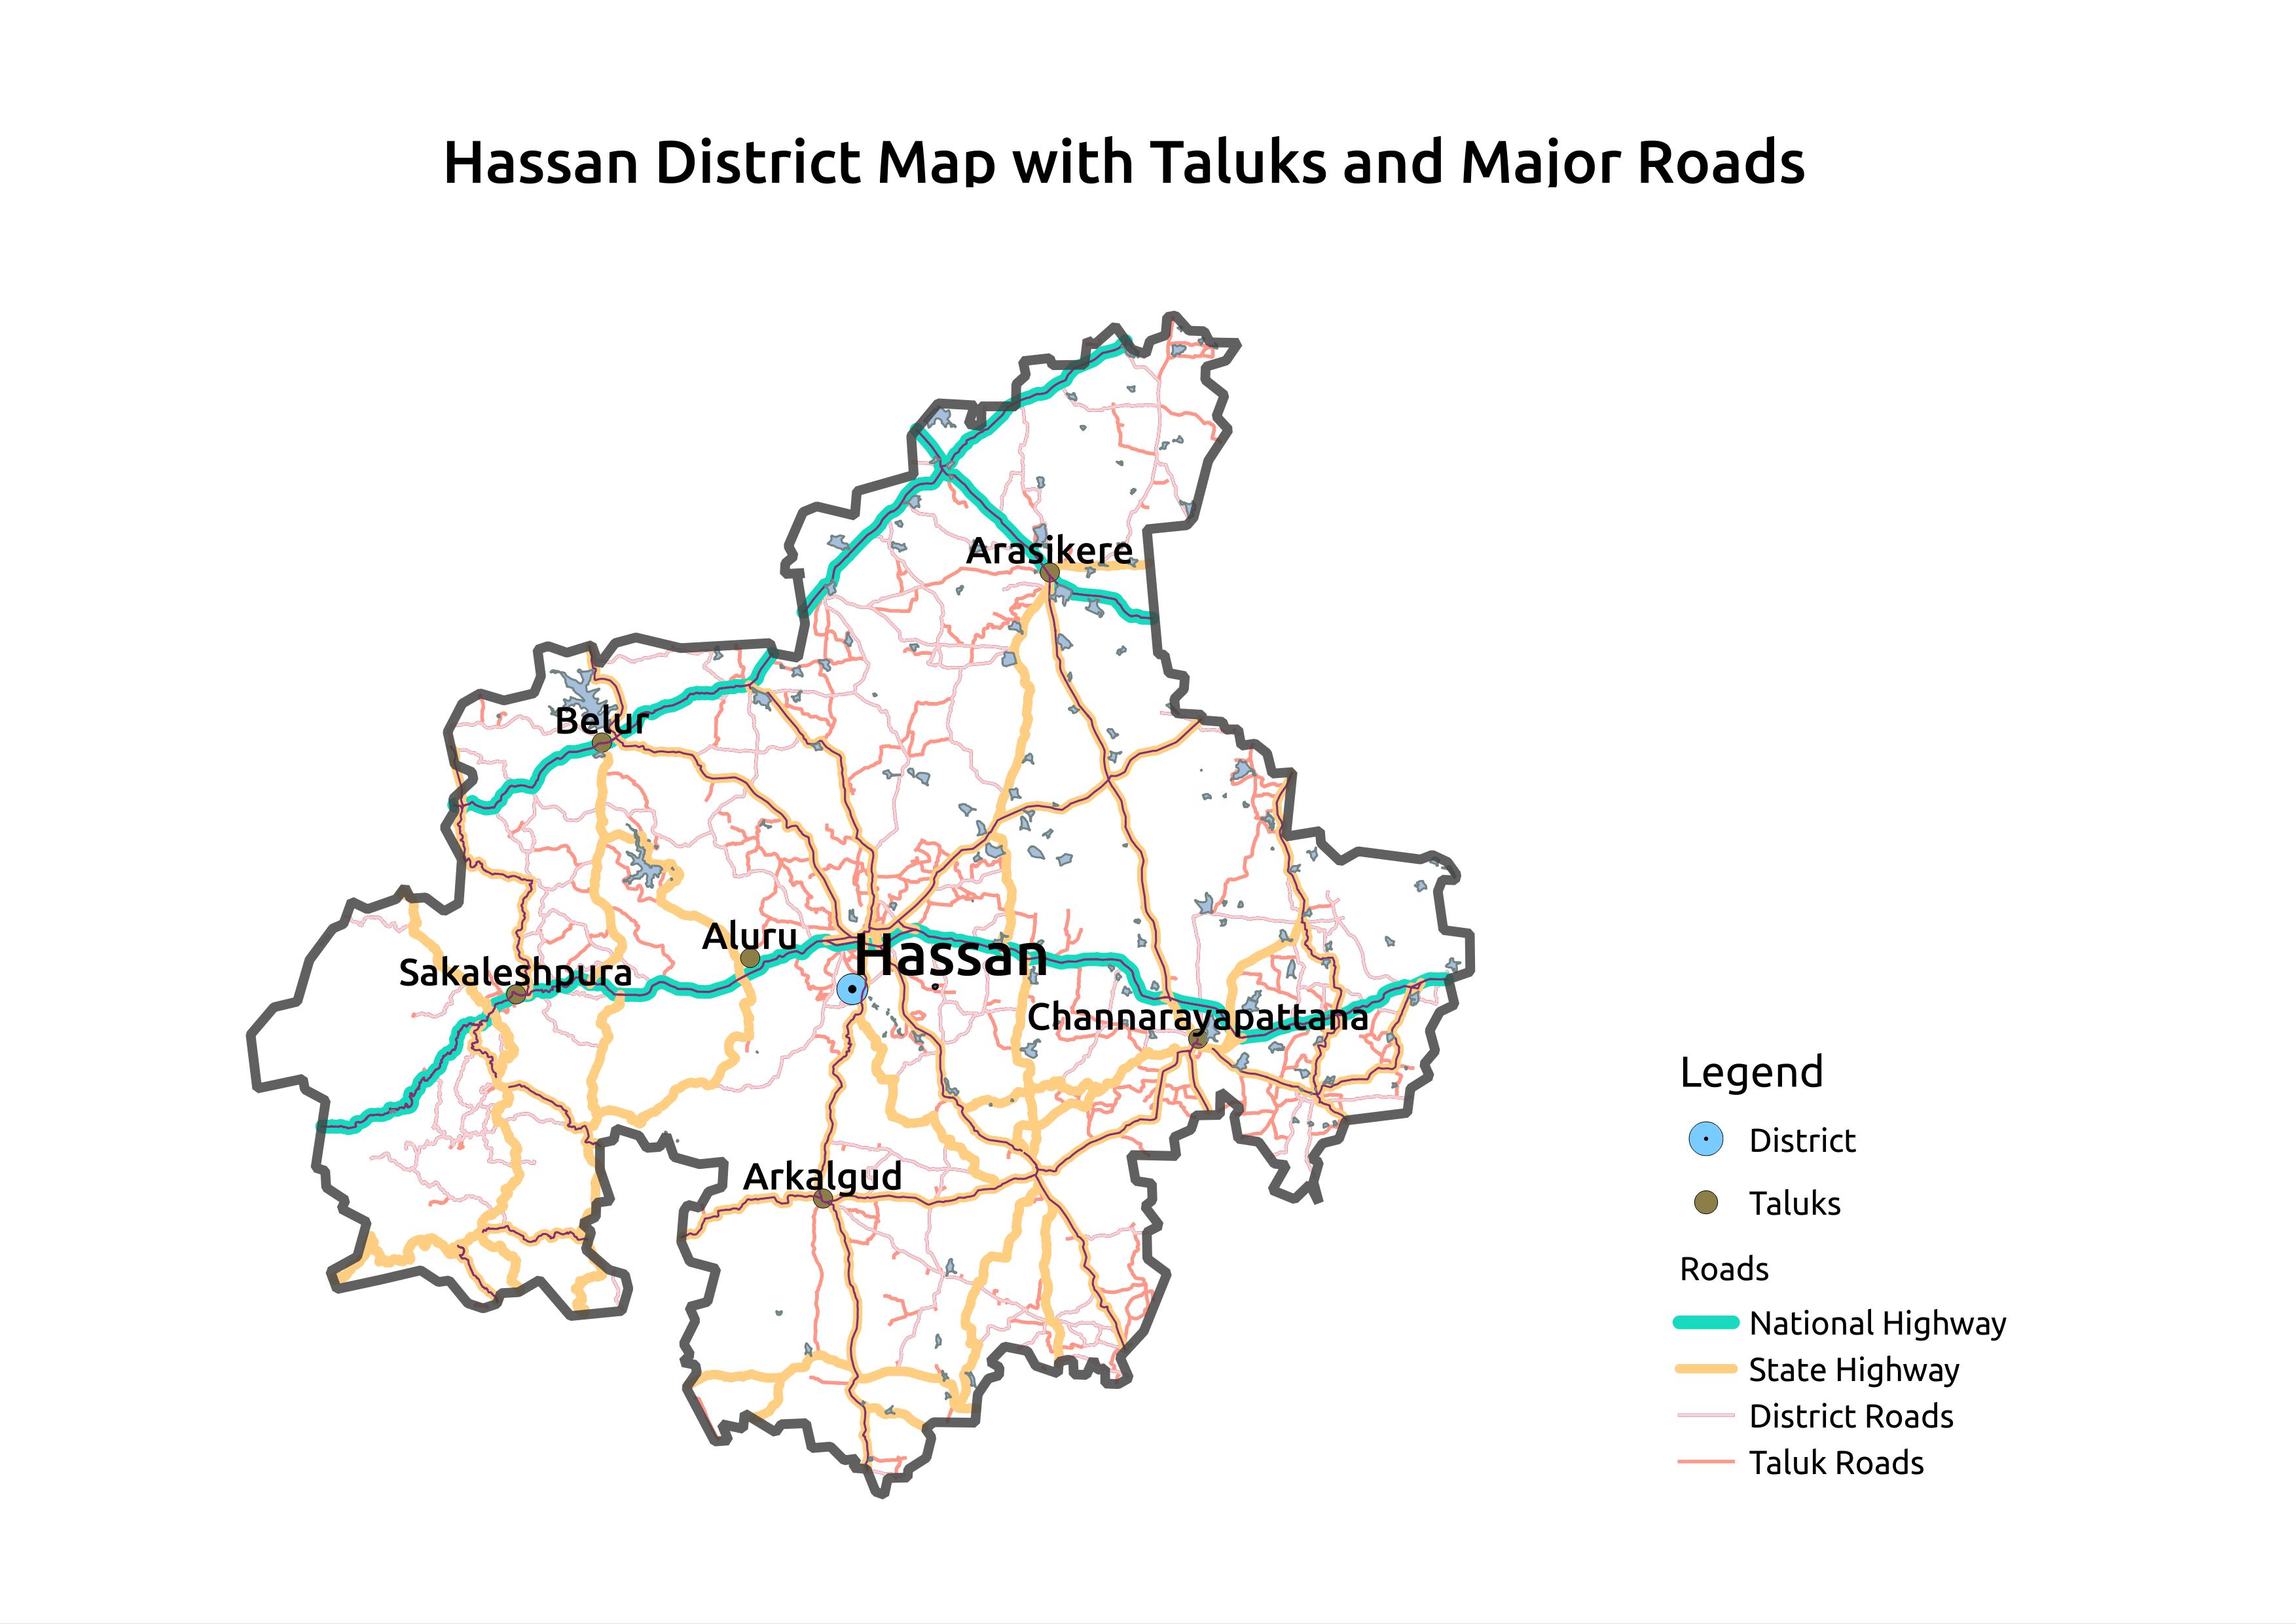 Hassan District Map with Taluks and Major Roads
Arasikere
Belur
Aluru
Hassan
Sakaleshpura
Channarayapattana
Arkalgud
Legend
District
Taluks
Roads
National Highway
State Highway
District Roads
Taluk Roads